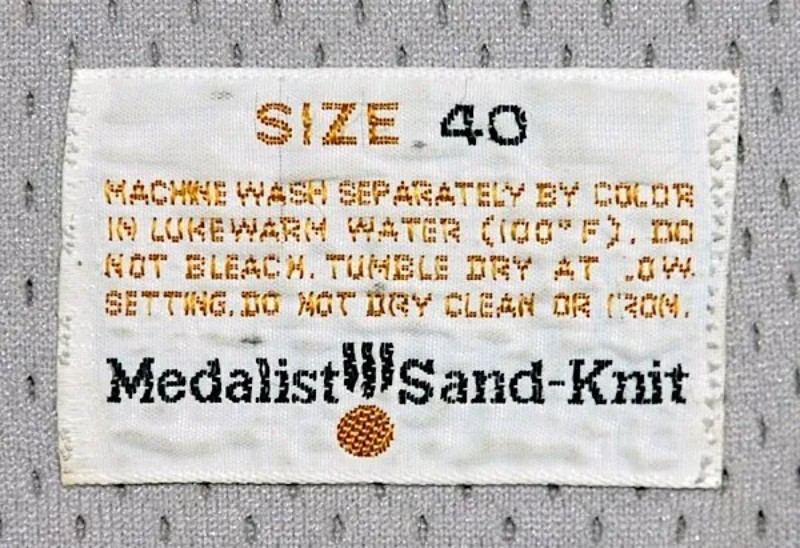 SIZE 40
MACHINE WASH SEPARATELY BY COLOR
IN LUKEWARM WATER (100°F). DO
NOT BLEACH. TUMBLE DRY AT LOW
SETTING. DO NOT DRY CLEAN OR IRON.
Medalist Sand-Knit